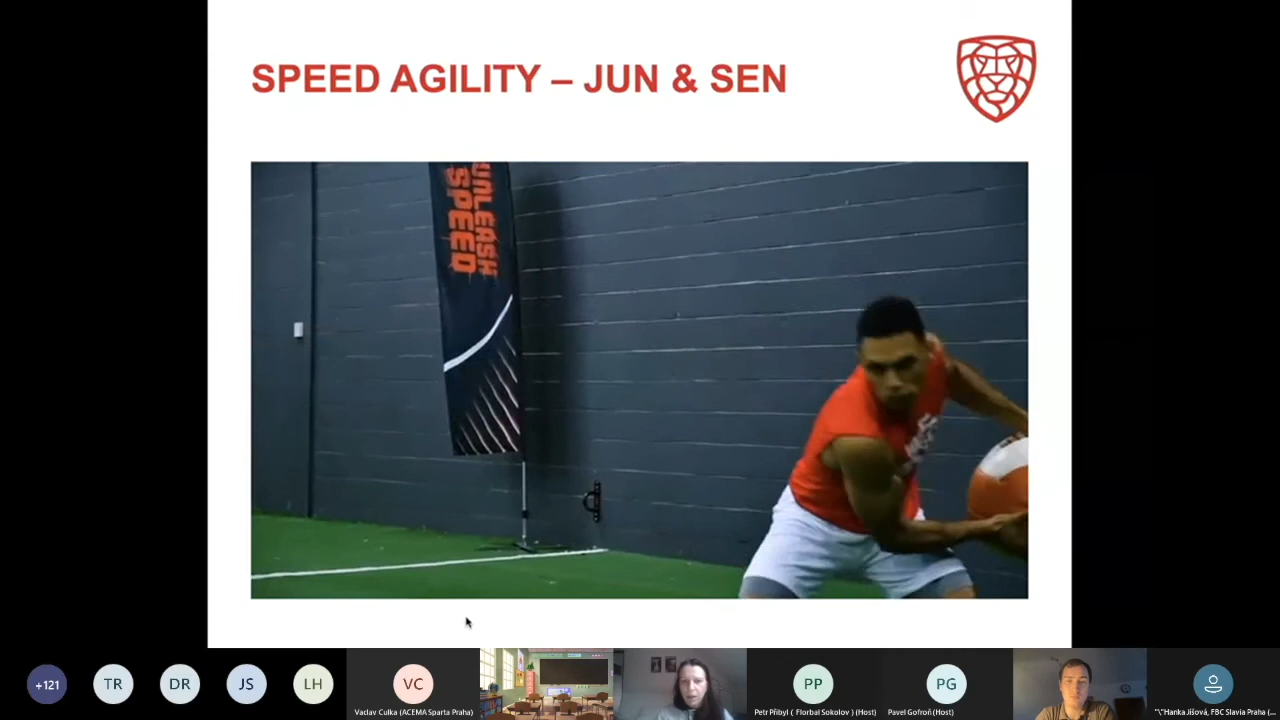 SPEED AGILITY – JUN & SEN
UNLEASH
SPEED
+121
TR
DR
JS
LH
VC
Vaclav Culka (ACEMA Sparta Praha)
PP
Petr Přibyl ( Florbal Sokolov ) (Host)
PG
Pavel Gofroň (Host)
"\"Hanka Jišová, FBC Slavia Praha (...